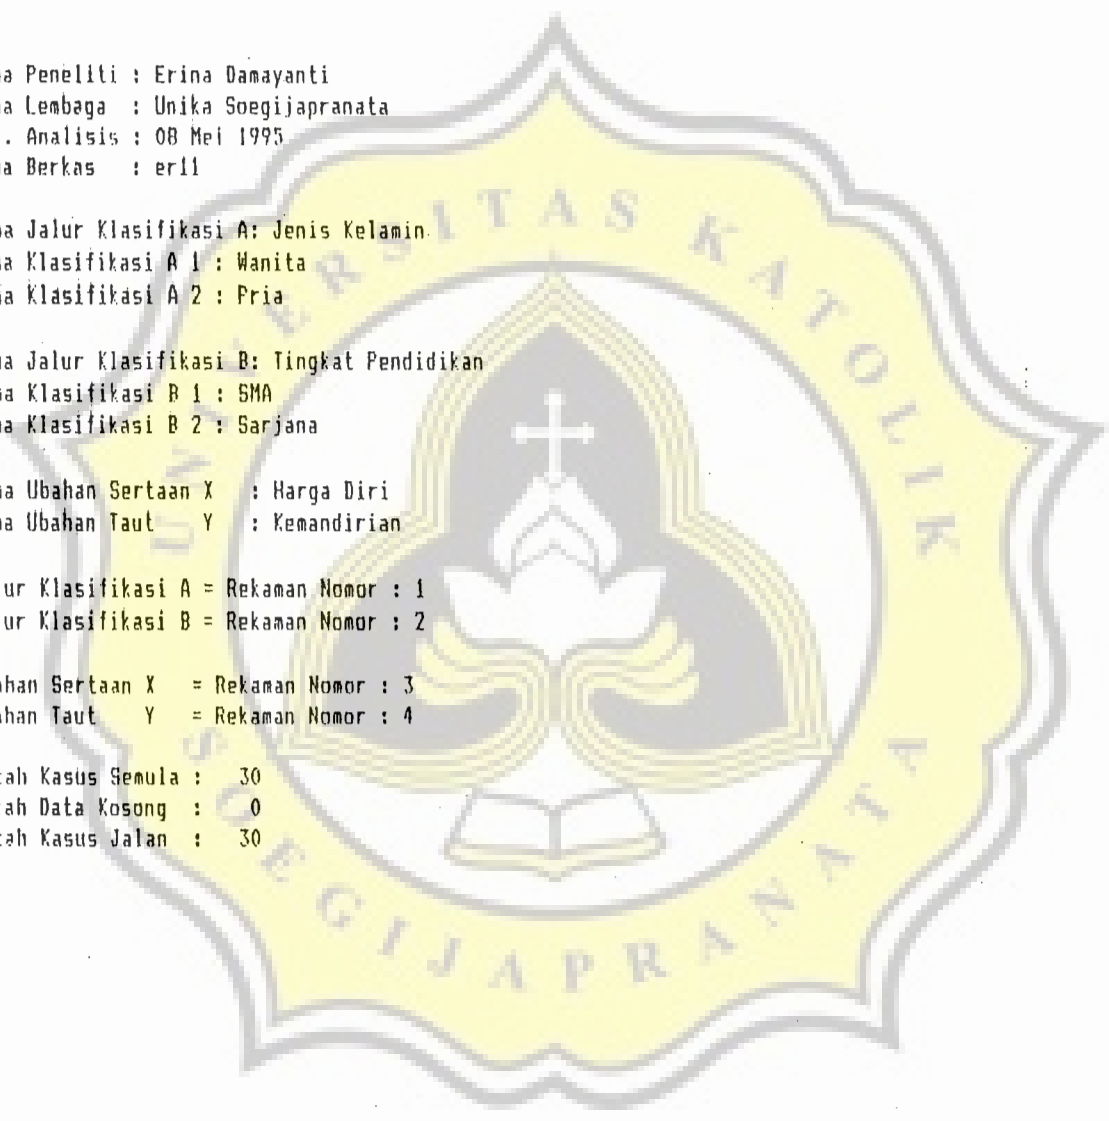 a Peneliti : Erina Damayanti
a Lembaga : Unika Soegijapranata
. Analisis : 08 Mei 1995
a Berkas : er11
a Jalur Klasifikasi A: Jenis Kelamin
a Klasifikasi A 1 : Wanita
a Klasifikasi A 2 : Pria
a Jalur Klasifikasi B: Tingkat Pendidikan
a Klasifikasi B 1 : SMA
a Klasifikasi B 2 : Sarjana
a Ubahan Sertaan X : Harga Diri
a Ubahan Taut Y : Kemandirian
ur Klasifikasi A = Rekaman Nomor : 1
ur Klasifikasi B = Rekaman Nomor : 2
han Sertaan X = Rekaman Nomor : 3
han Taut Y = Rekaman Nomor : 4
ah Kasus Semula : 30
ah Data Kosong : 0
ah Kasus Jalan : 30
UNIVERSITAS KATOLIK
SOEGIJAPRANATA